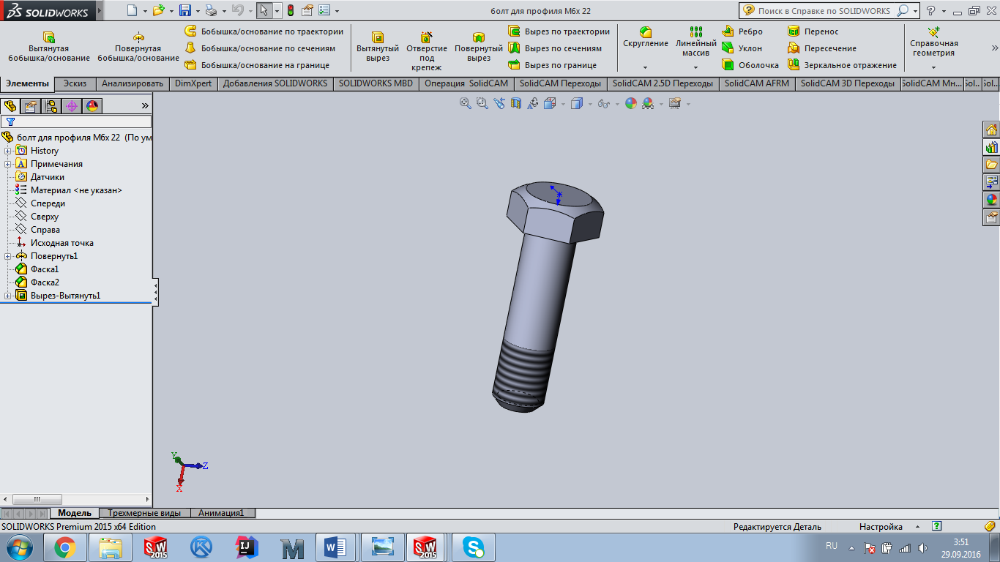 SOLIDWORKS
болт для профиля М6х 22
Поиск в Справке по SOLIDWORKS
Вытянутая бобышка/основание
Повернутая бобышка/основание
Бобышка/основание по траектории
Бобышка/основание по сечениям
Бобышка/основание на границе
Вытянутый вырез
Отверстие под крепеж
Повернутый вырез
Вырез по траектории
Вырез по сечениям
Вырез по границе
Скругление
Линейный массив
Ребро
Уклон
Оболочка
Перенос
Пересечение
Зеркальное отражение
Справочная геометрия
Элементы
Эскиз
Анализировать
DimXpert
Добавления SOLIDWORKS
SOLIDWORKS MBD
Операция SolidCAM
SolidCAM Переходы
SolidCAM 2.5D Переходы
SolidCAM AFRM
SolidCAM 3D Переходы
SolidCAM Мн...
Sol...
Sol...
болт для профиля М6х 22 (По ум
History
Примечания
Датчики
Материал <не указан>
Спереди
Сверху
Справа
Исходная точка
Повернуть1
Фаска1
Фаска2
Вырез-Вытянуть1
Y
Z
X
Модель
Трехмерные виды
Анимация1
SOLIDWORKS Premium 2015 x64 Edition
Редактируется Деталь
Настройка
SW
2015
IJ
M
W
SW
2015
S
RU
3:51
29.09.2016